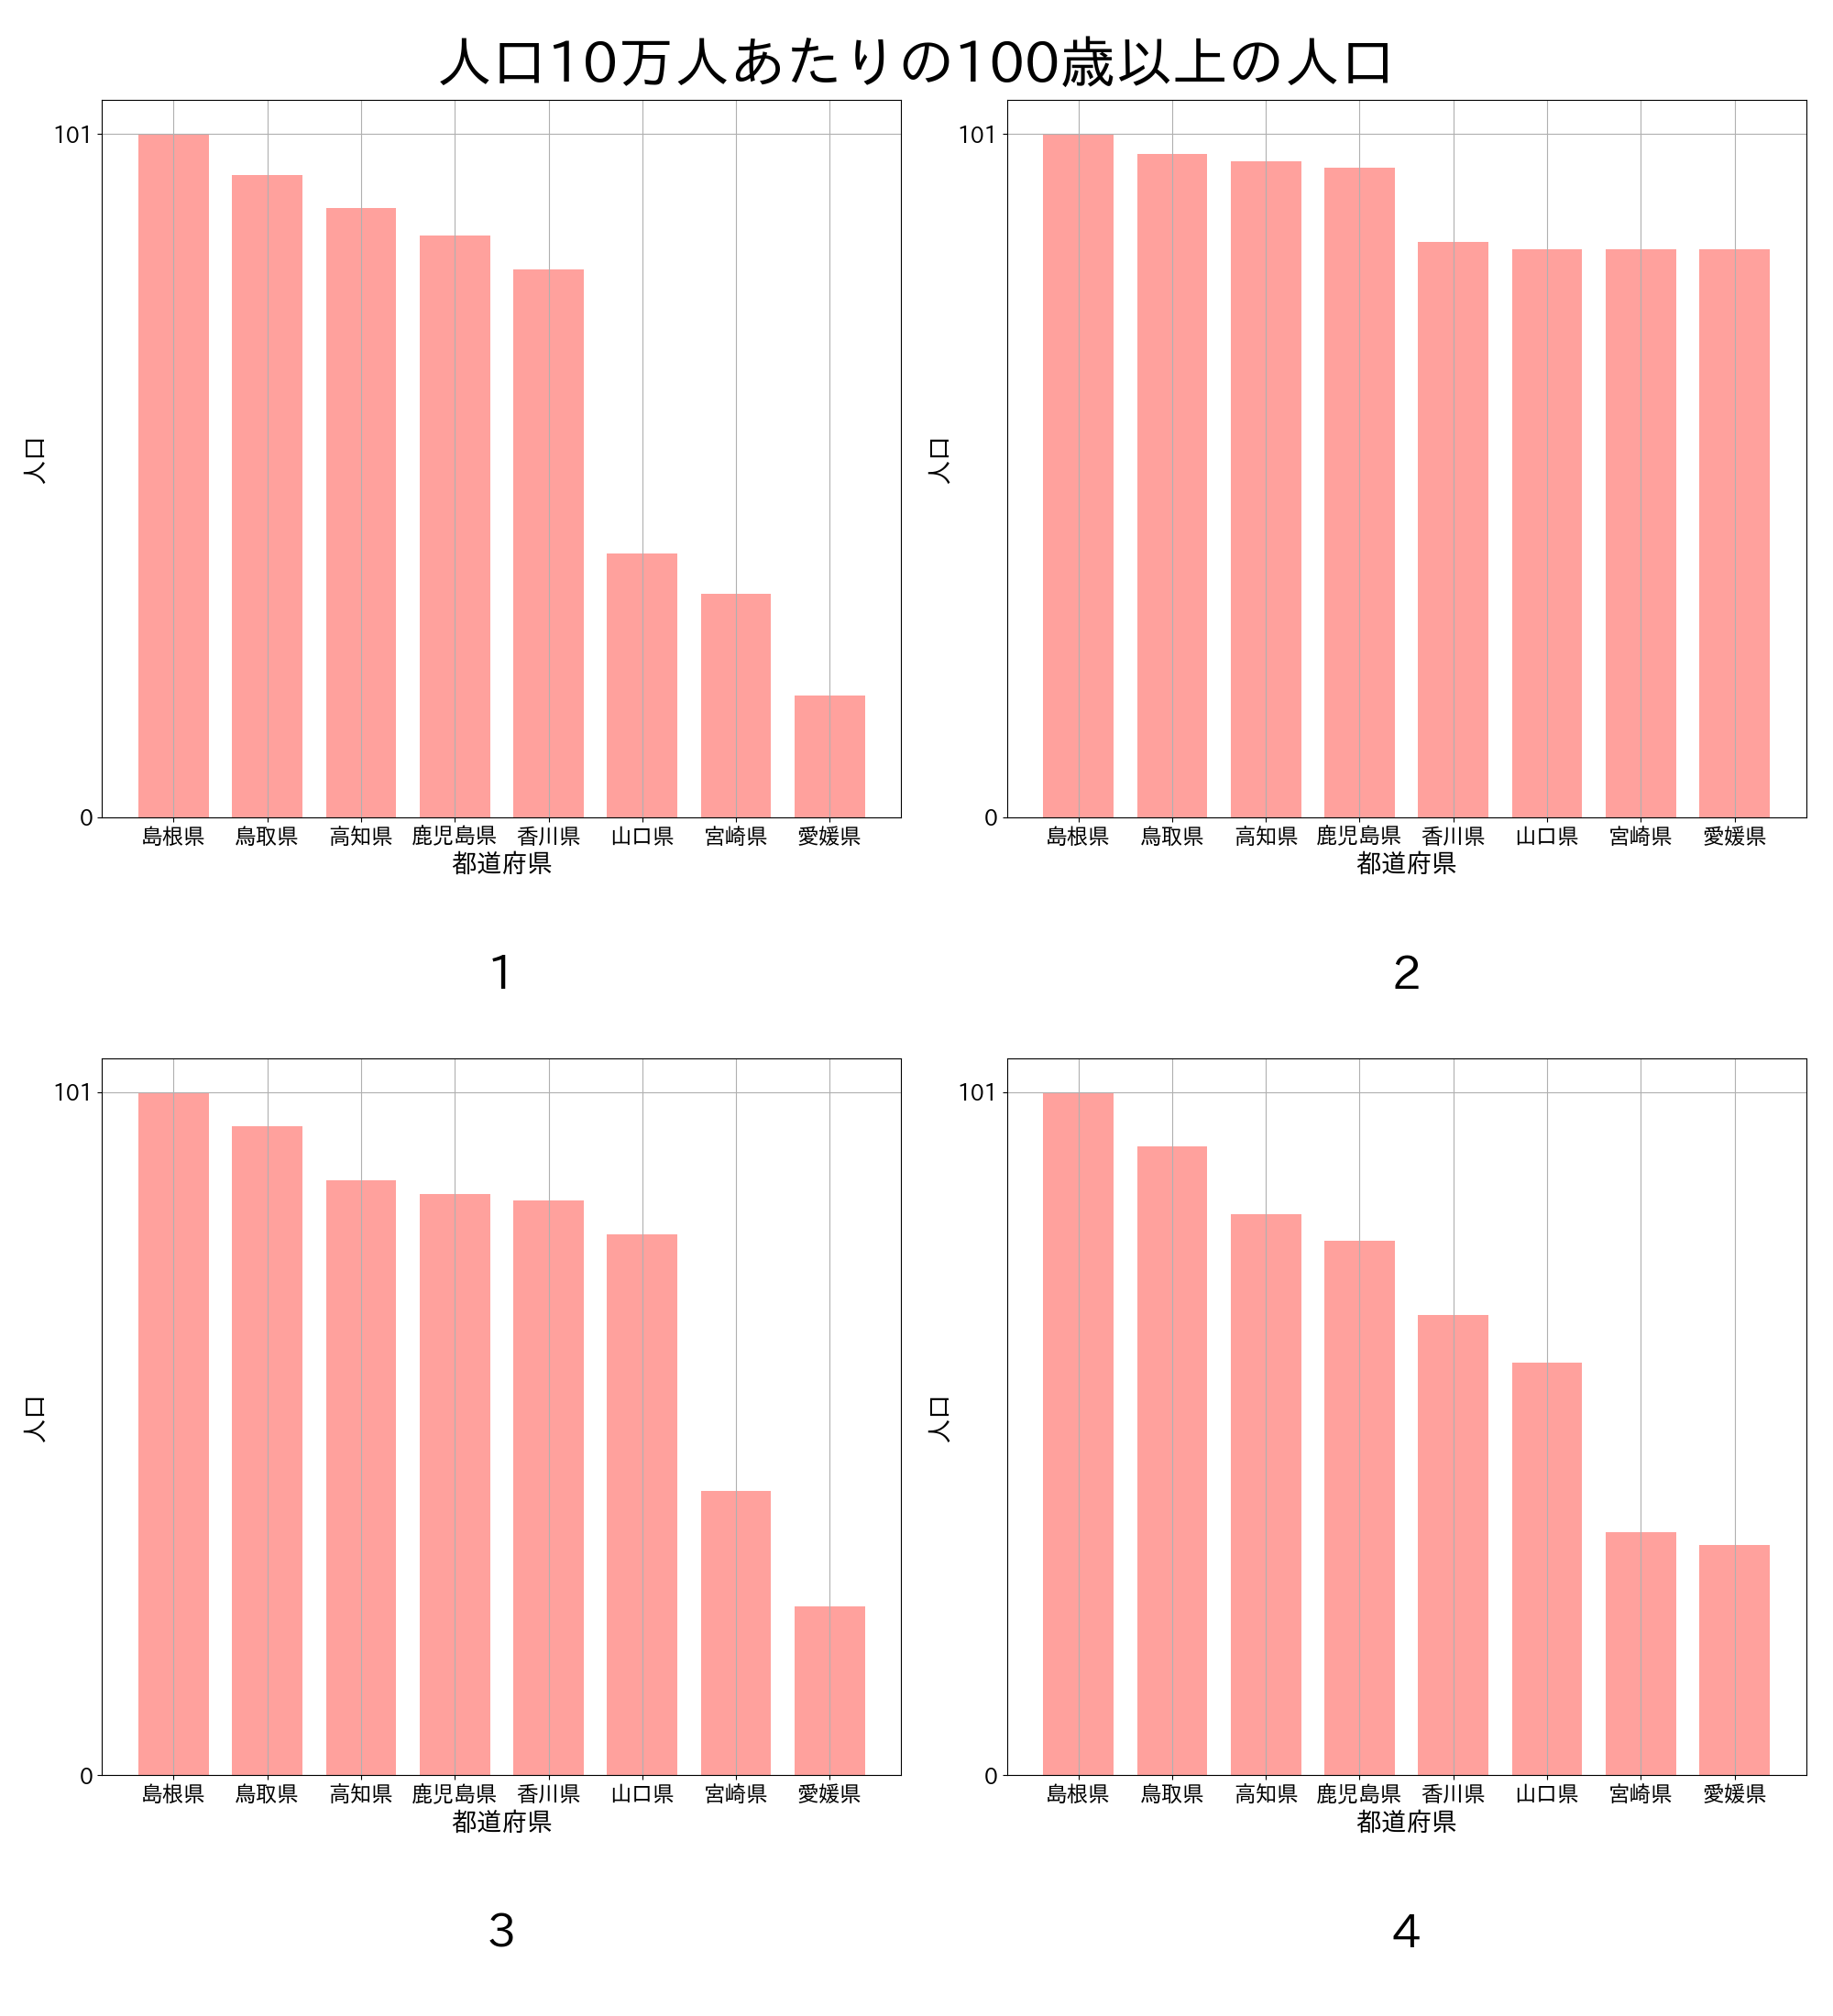 人口10万人あたりの100歳以上の人口
101
人口
0
島根県 鳥取県 高知県 鹿児島県 香川県 山口県 宮崎県 愛媛県
都道府県
1
101
人口
0
島根県 鳥取県 高知県 鹿児島県 香川県 山口県 宮崎県 愛媛県
都道府県
2
101
人口
0
島根県 鳥取県 高知県 鹿児島県 香川県 山口県 宮崎県 愛媛県
都道府県
3
101
人口
0
島根県 鳥取県 高知県 鹿児島県 香川県 山口県 宮崎県 愛媛県
都道府県
4